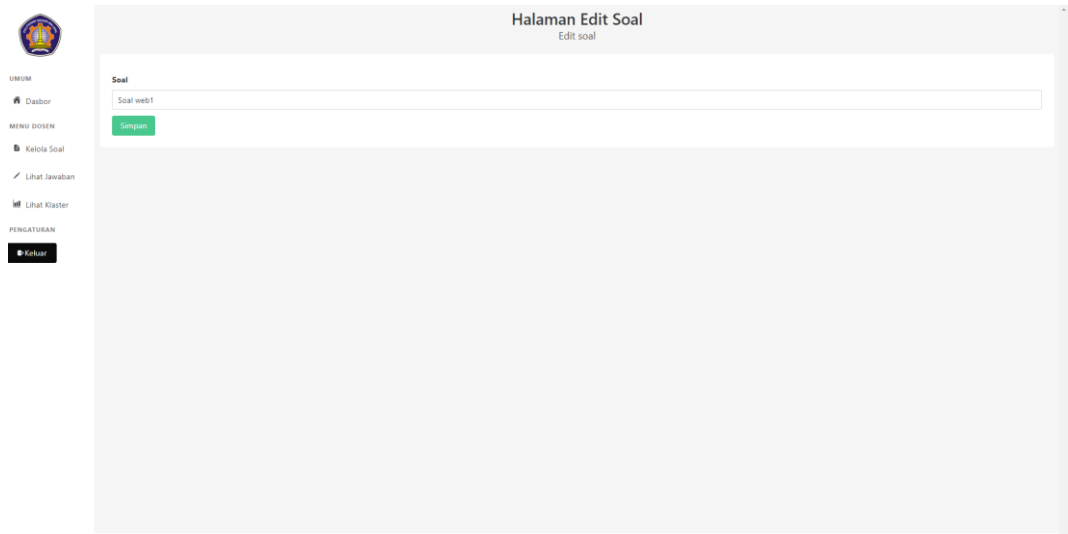 UMUM
Dasbor
MENU DOSEN
Kelola Soal
Lihat Jawaban
Lihat Klaster
PENGATURAN
Keluar
Halaman Edit Soal
Edit soal
Soal
Soal web1
Simpan